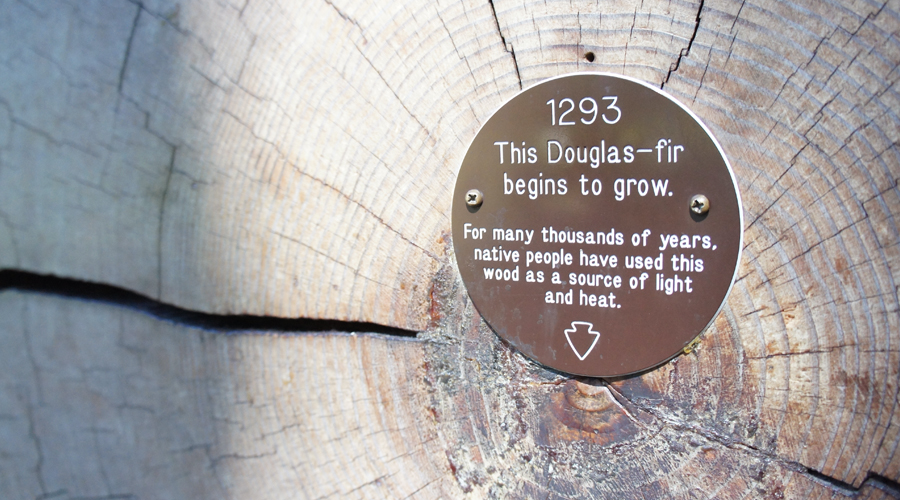 1293
This Douglas-fir
begins to grow.
For many thousands of years,
native people have used this
wood as a source of light
and heat.